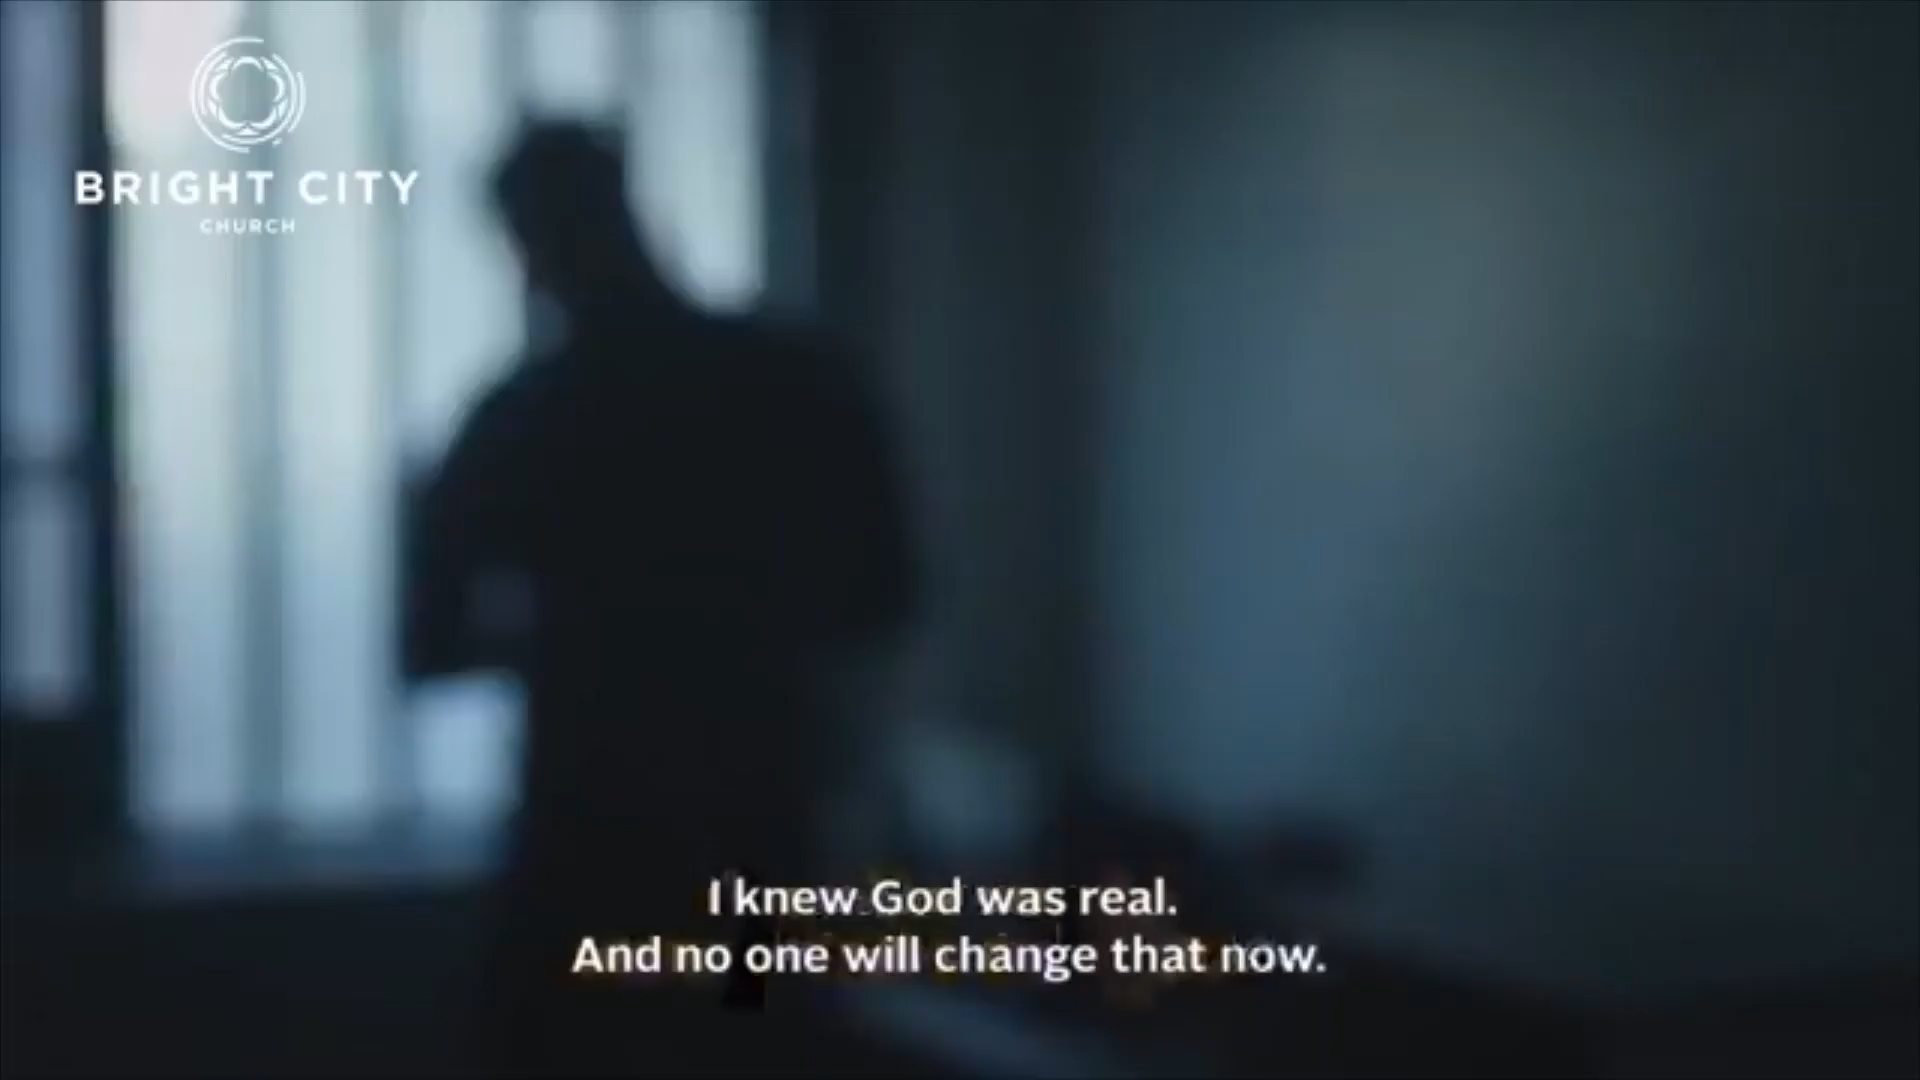 BRIGHT CITY
CHURCH
I knew God was real.
And no one will change that now.